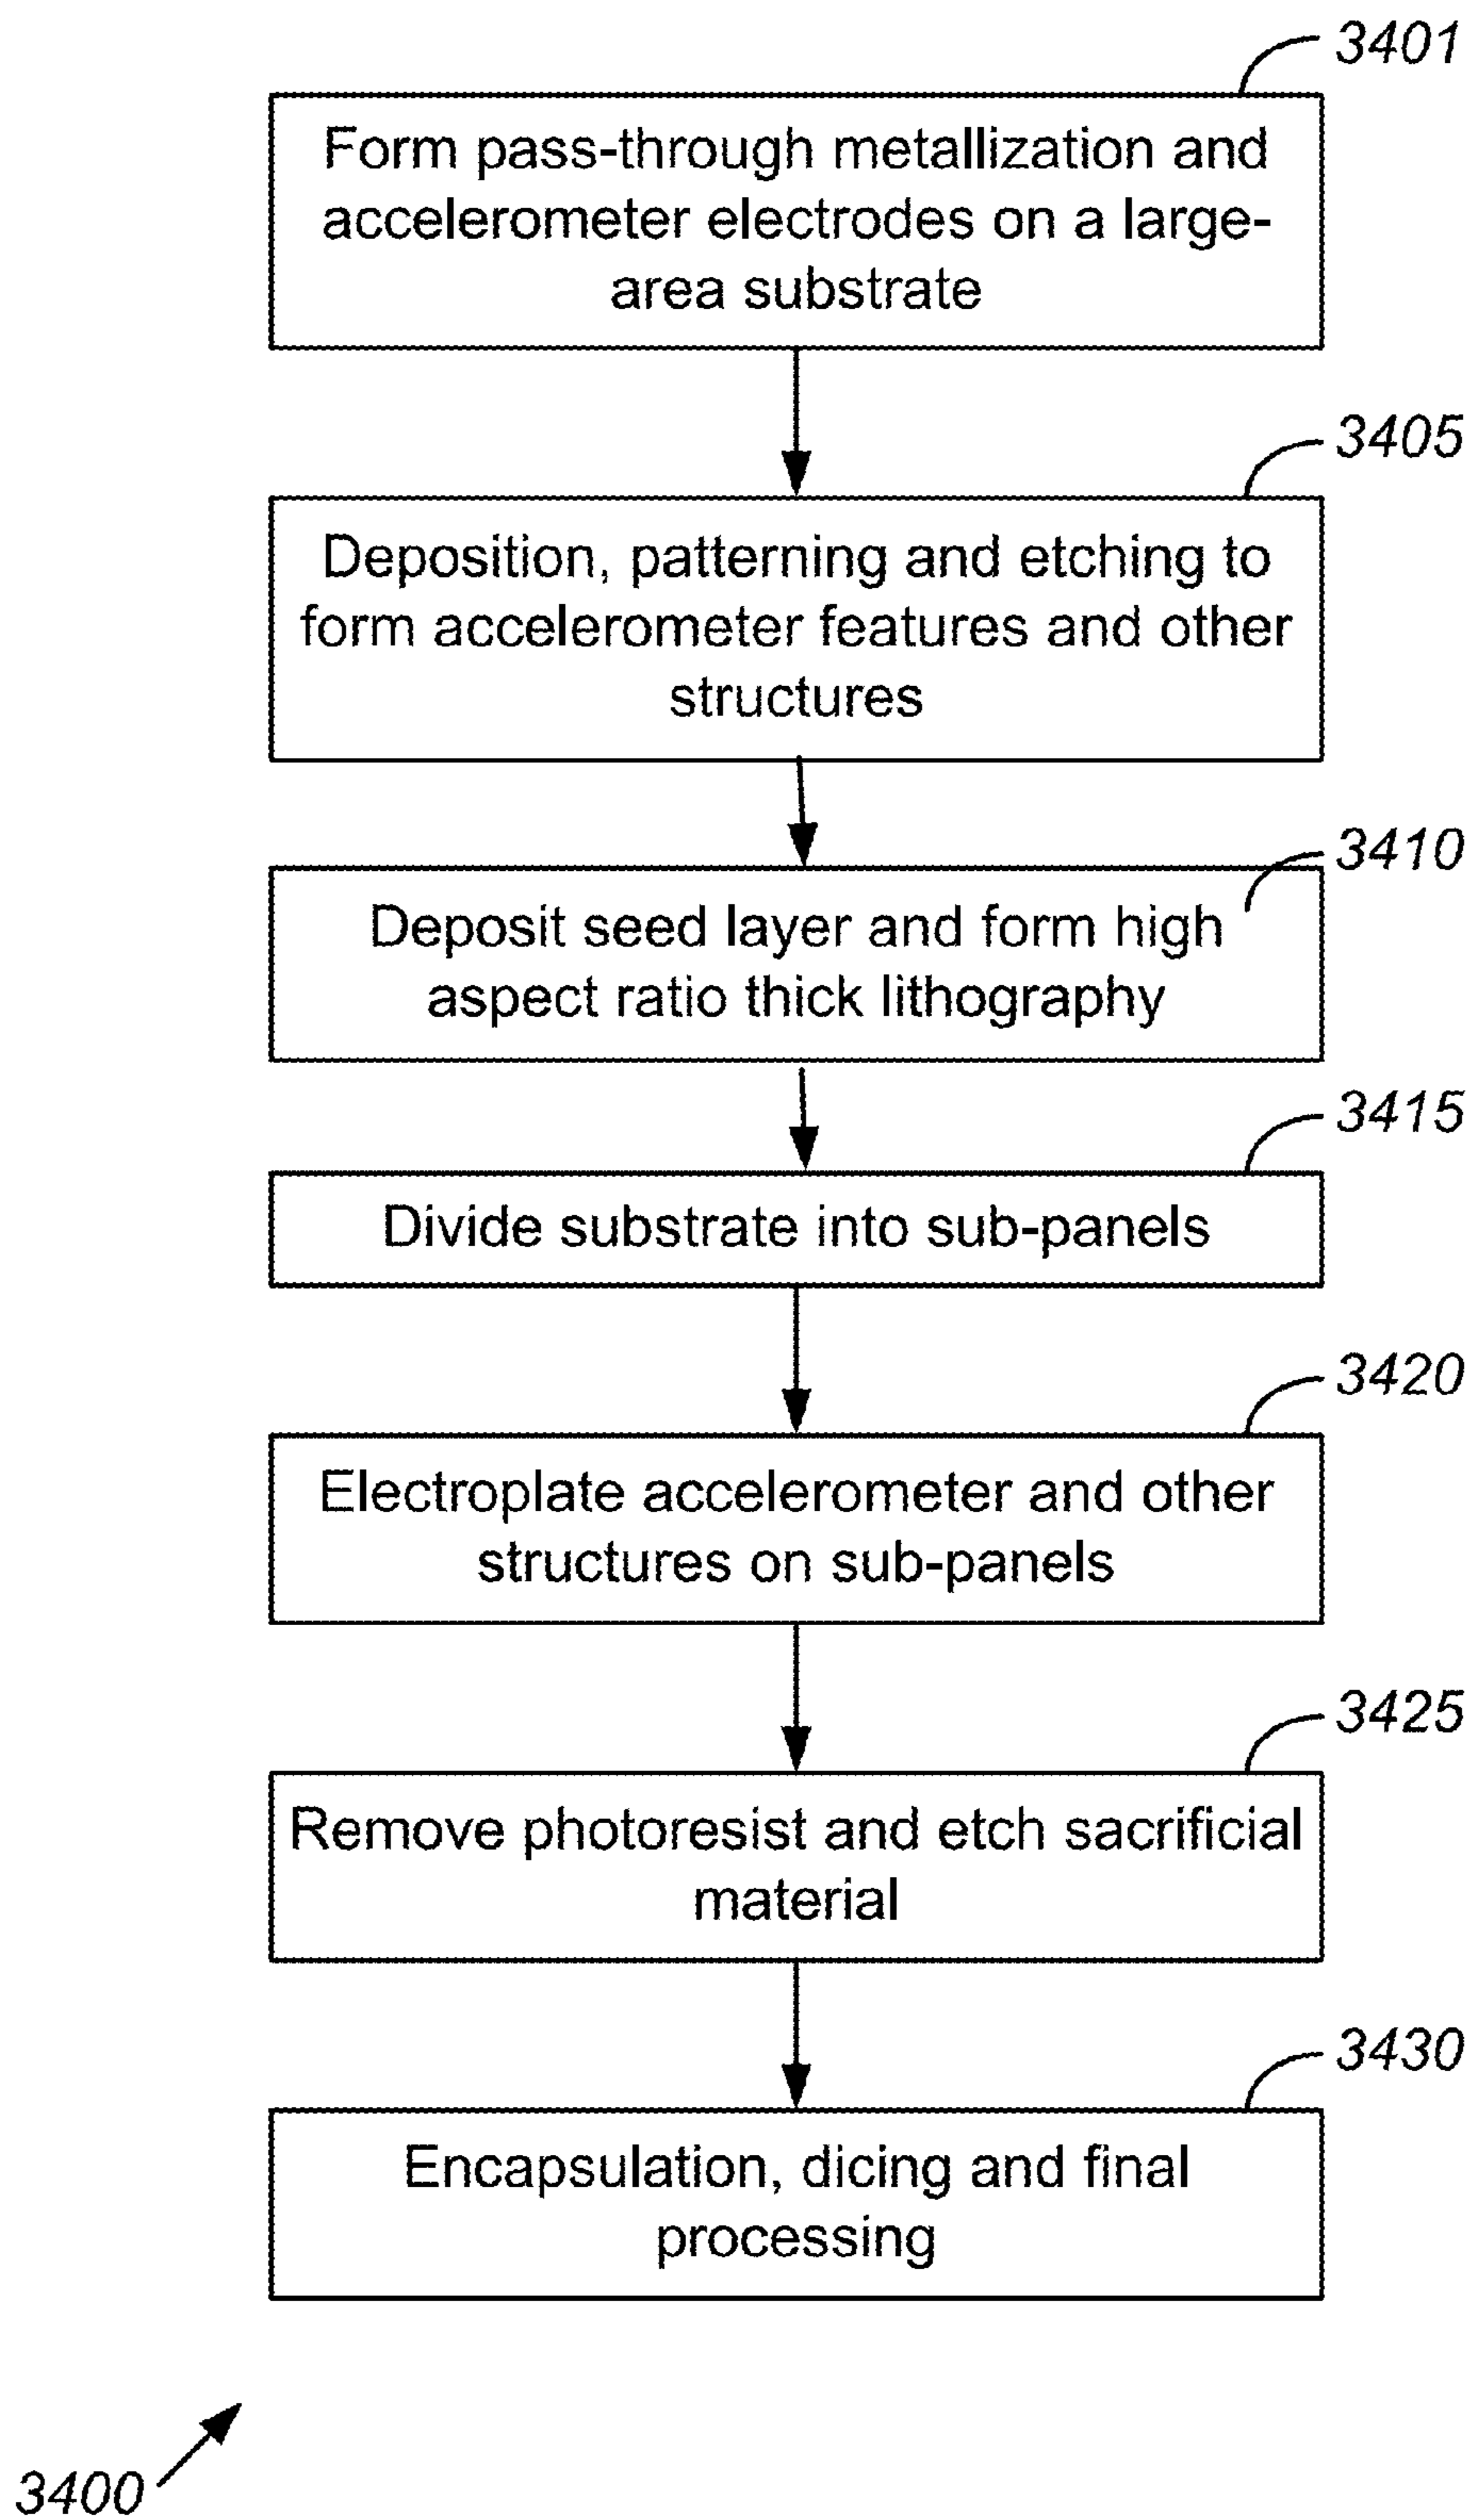 3401
Form pass-through metallization and
accelerometer electrodes on a large-
area substrate
3405
Deposition, patterning and etching to
form accelerometer features and other
structures
3410
Deposit seed layer and form high
aspect ratio thick lithography
3415
Divide substrate into sub-panels
3420
Electroplate accelerometer and other
structures on sub-panels
3425
Remove photoresist and etch sacrificial
material
3430
Encapsulation, dicing and final
processing
3400